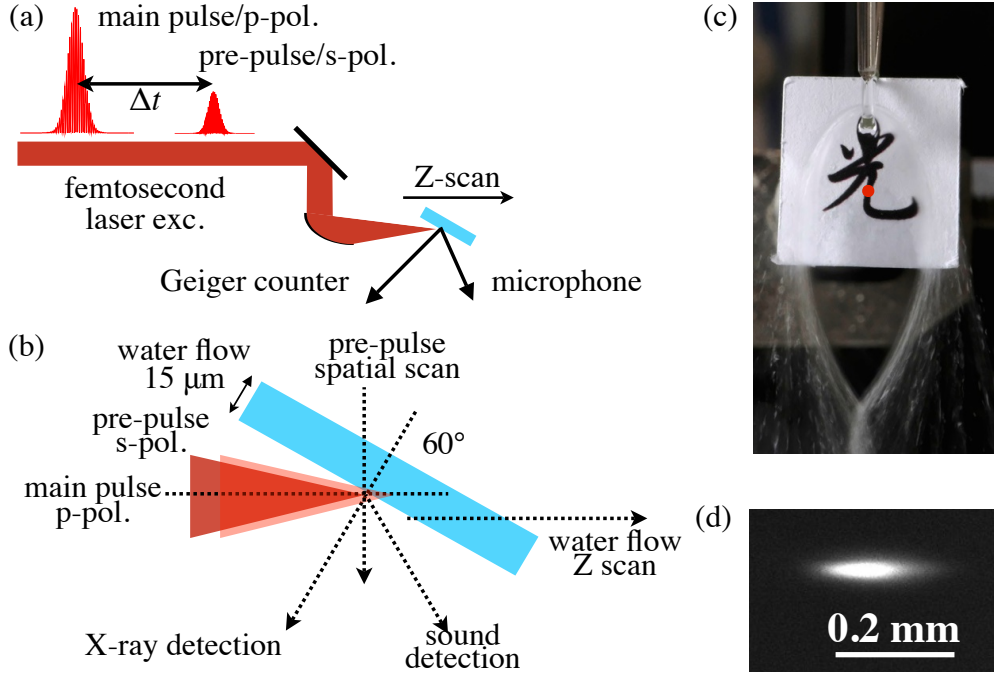 (a)
main pulse/p-pol.
pre-pulse/s-pol.
Δt
femtosecond
laser exc.
Z-scan
Geiger counter
microphone
(b)
water flow
15 μm
pre-pulse
spatial scan
pre-pulse
s-pol.
60°
main pulse
p-pol.
water flow
Z scan
X-ray detection
sound
detection
(c)
光
(d)
0.2 mm